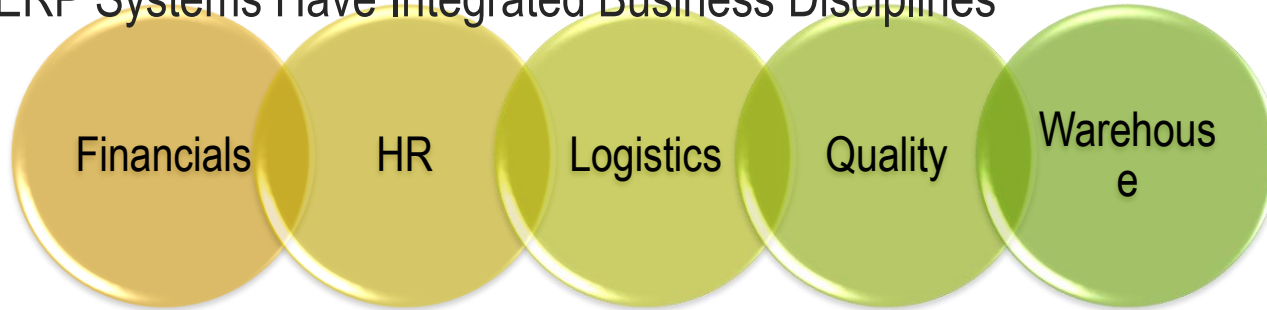 ERP Systems Have Integrated Business Disciplines
Financials
HR
Logistics
Quality
Warehous
e